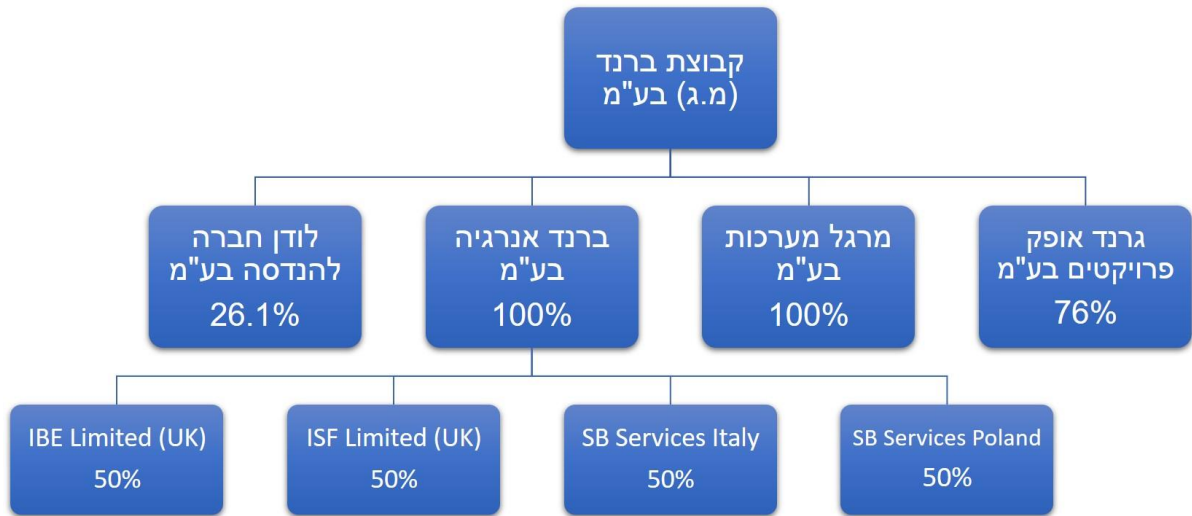 קבוצת ברנד
(מ.ג) בע"מ
גרנד אופק
פרויקטים בע"מ
76%
מרגל מערכות
בע"מ
100%
ברנד אנרגיה
בע"מ
100%
לודן חברה
להנדסה בע"מ
26.1%
IBE Limited (UK)
50%
ISF Limited (UK)
50%
SB Services Italy
50%
SB Services Poland
50%